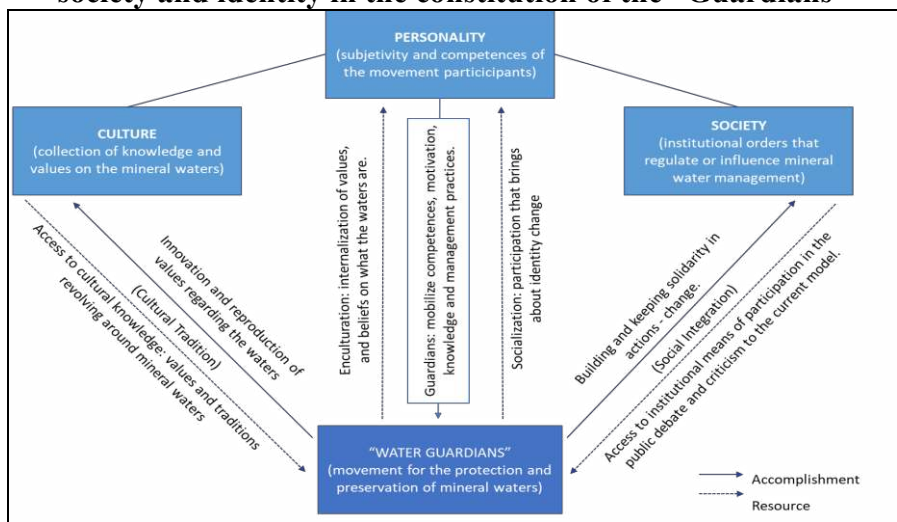 society and identity in the constitution of the "Guardians"
PERSONALITY
(subjetivity and competences of
the movement particicipants)
CULTURE
(collection of knowledge and
values on the mineral waters)
SOCIETY
(institutional orders that
regulate or influence mineral
water management)
Access to cultural knowledge: values and traditions
revolving around mineral waters
(Cultural Tradition)
Innovation and reproduction of
values regarding the waters
Enculturation: internalization of values,
and beliefs on what the waters are.
Guardians: mobilize competences, motivation,
knowledge and management practices.
Socialization: participation that brings
about identity change
Building and keeping solidarity in
actions - change.
(Social Integration)
Access to institutional means of participation in the
public debate and criticism to the current model.
"WATER GUARDIANS"
(movement for the protection and
preservation of mineral waters)
Accomplishment
Resource